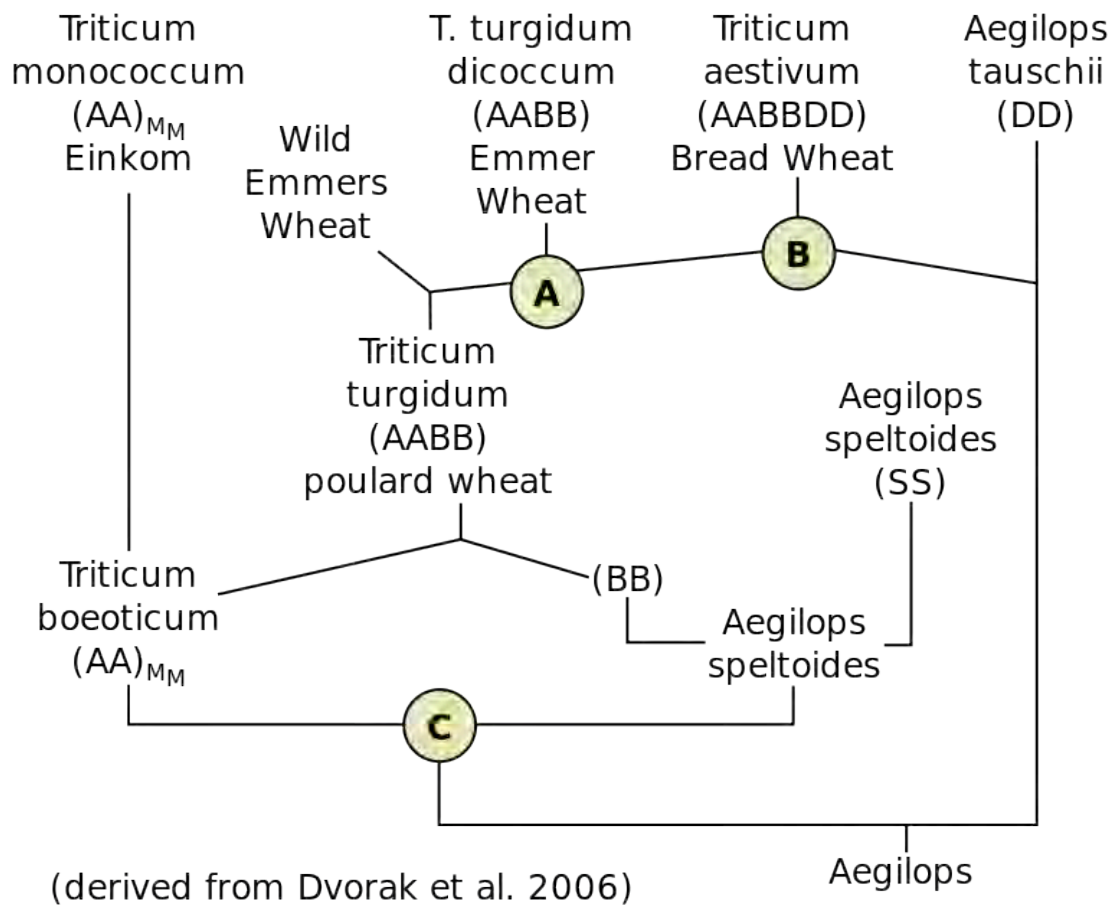 Triticum
monococcum
(AA)MM
Einkom
Wild
Emmers
Wheat
T. turgidum
dicoccum
(AABB)
Emmer
Wheat
Triticum
aestivum
(AABBDD)
Bread Wheat
Aegilops
tauschii
(DD)
A
B
Triticum
turgidum
(AABB)
poulard wheat
Aegilops
speltoides
(SS)
Triticum
boeoticum
(AA)MM
(BB)
Aegilops
speltoides
C
Aegilops
(derived from Dvorak et al. 2006)